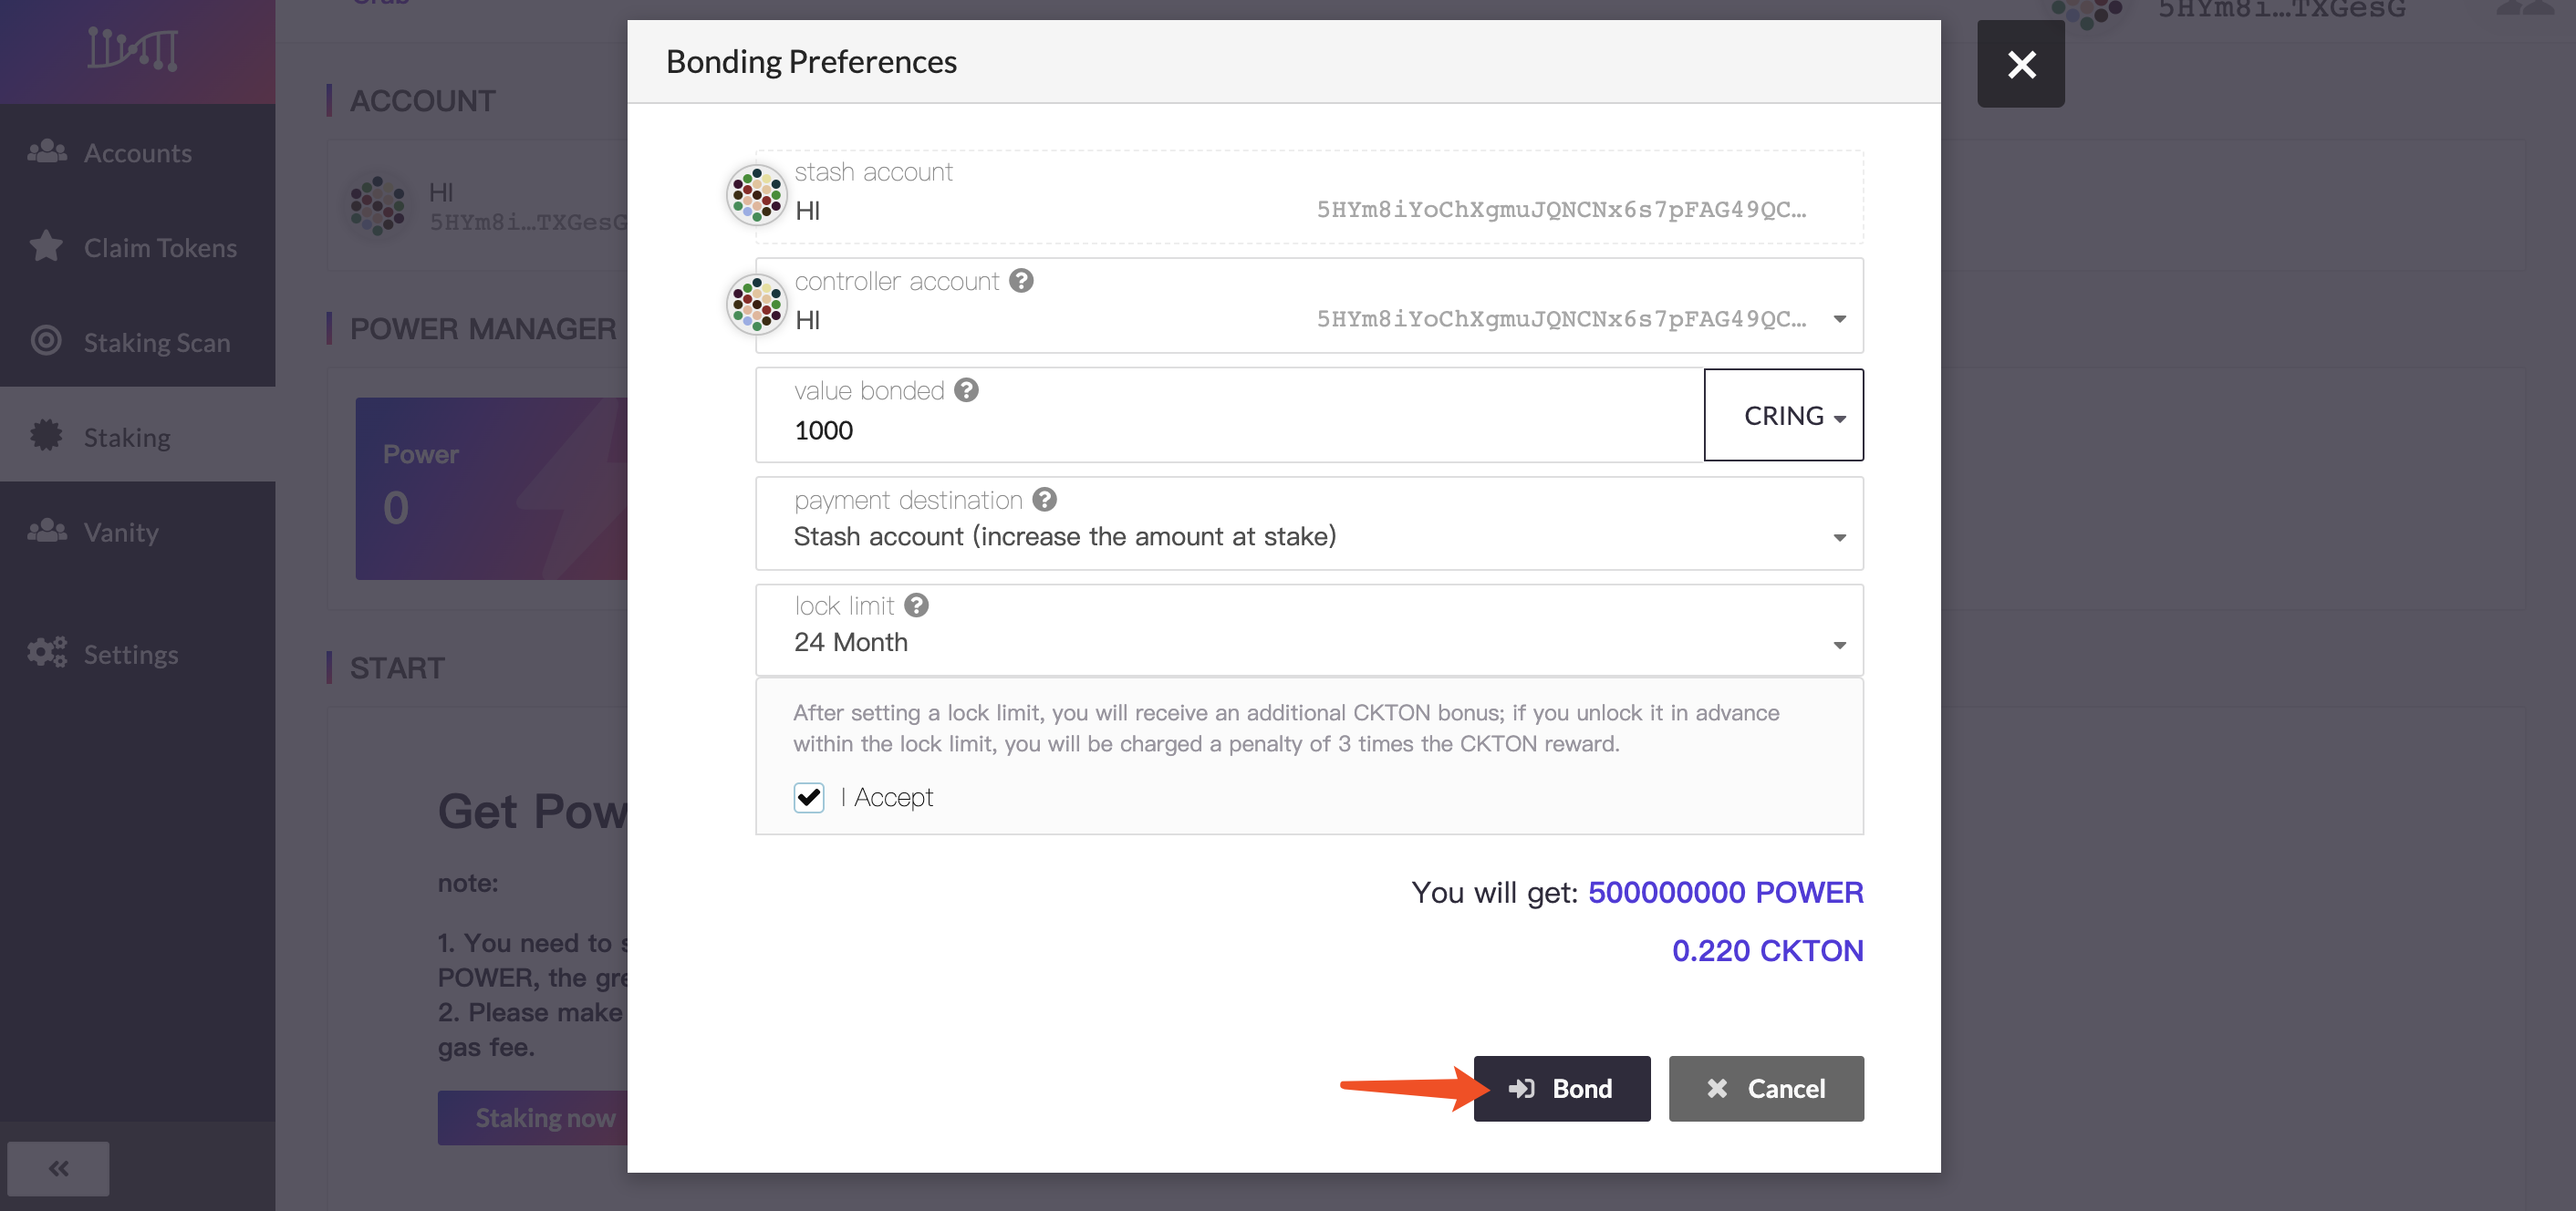 5HYm8i...TXGesG
Accounts
Claim Tokens
Staking Scan
Staking
Vanity
Settings
ACCOUNT
HI
5HYm8i...TXGesG
POWER MANAGER
Power
0
START
Get Pow
note:
1. You need to s
POWER, the gre
2. Please make
gas fee.
Staking now
Bonding Preferences
stash account
HI
5HYm8iYoChXgmuJQNCNx6s7pFAG49QC...
controller account
HI
5HYm8iYoChXgmuJQNCNx6s7pFAG49QC...
value bonded
1000
CRING
payment destination
Stash account (increase the amount at stake)
lock limit
24 Month
After setting a lock limit, you will receive an additional CKTON bonus; if you unlock it in advance
within the lock limit, you will be charged a penalty of 3 times the CKTON reward.
I Accept
You will get: 500000000 POWER
0.220 CKTON
Bond
Cancel